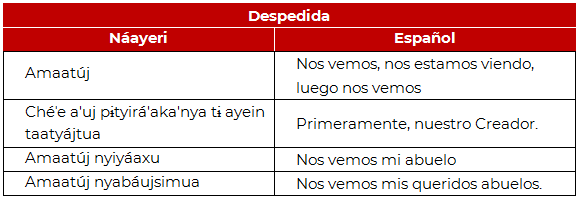 Despedida
Náayeri Español
Amaatúj Nos vemos, nos estamos viendo, luego nos vemos
Ché'e a'uj pɨtyirá'aka'nya tɨ ayein taatyájtua Primeramente, nuestro Creador.
Amaatúj nyiyáaxu Nos vemos mi abuelo
Amaatúj nyabáujsimua Nos vemos mis queridos abuelos.